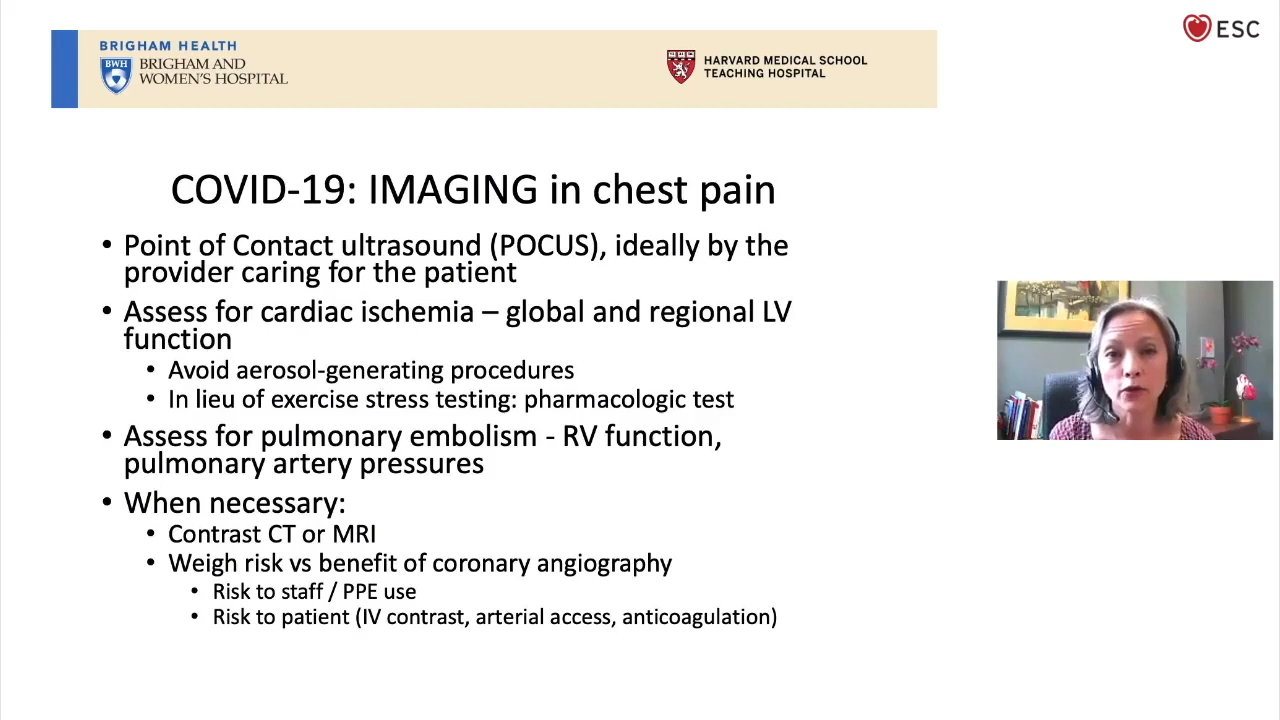 BRIGHAM HEALTH
BWH
BRIGHAM AND
WOMEN'S HOSPITAL
HARVARD MEDICAL SCHOOL
TEACHING HOSPITAL
ESC
COVID-19: IMAGING in chest pain
• Point of Contact ultrasound (POCUS), ideally by the
provider caring for the patient
• Assess for cardiac ischemia – global and regional LV
function
• Avoid aerosol-generating procedures
• In lieu of exercise stress testing: pharmacologic test
• Assess for pulmonary embolism - RV function,
pulmonary artery pressures
• When necessary:
• Contrast CT or MRI
• Weigh risk vs benefit of coronary angiography
• Risk to staff / PPE use
• Risk to patient (IV contrast, arterial access, anticoagulation)